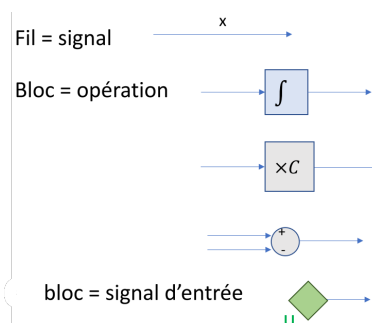 x
Fil = signal
Bloc = opération
∫
×C
+
-
bloc = signal d’entrée